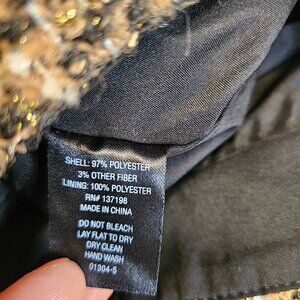 SHELL: 97% POLYESTER
3% OTHER FIBER
LINING: 100% POLYESTER
RN# 137198
MADE IN CHINA
DO NOT BLEACH
LAY FLAT TO DRY
DRY CLEAN
HAND WASH
01304-5